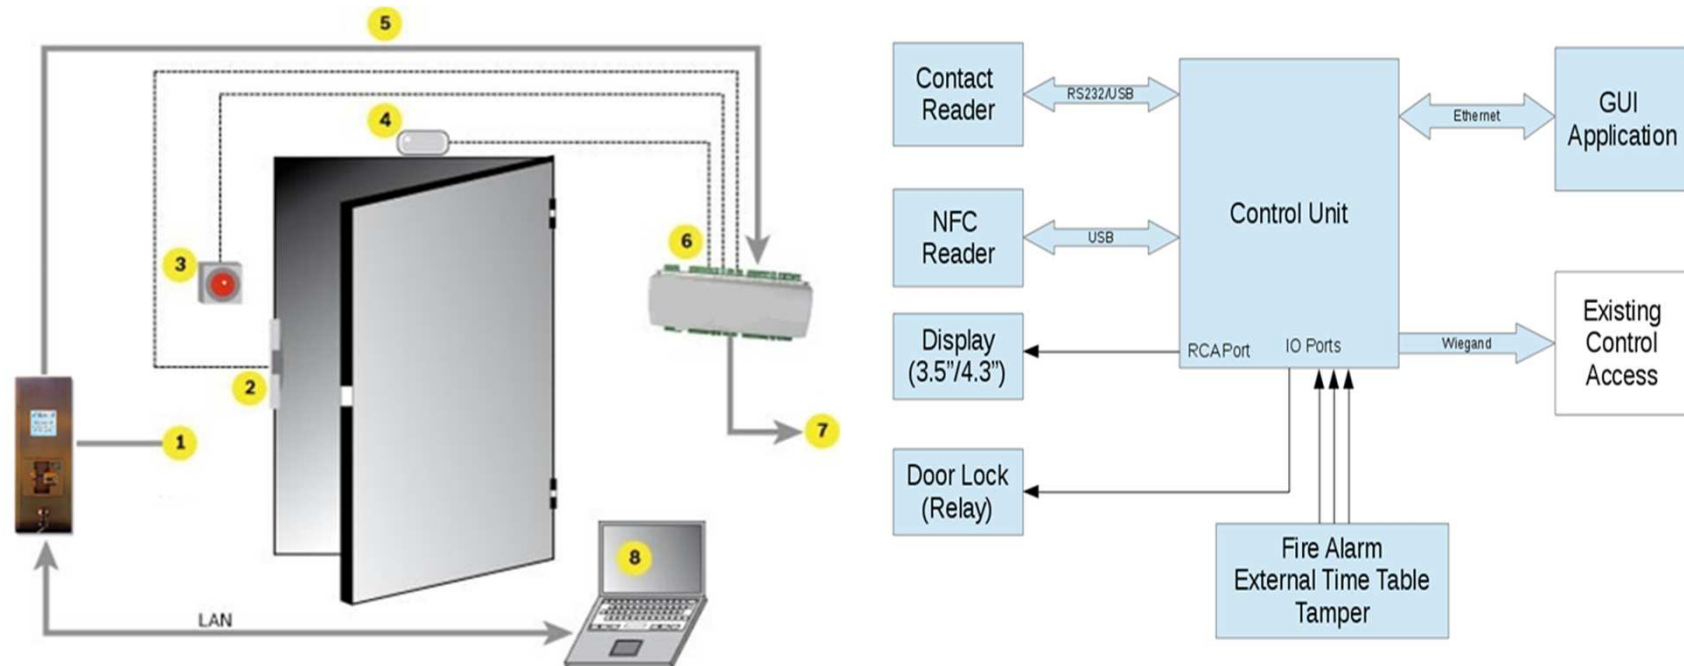 5
4
6
3
2
1
7
8
LAN
Contact
Reader
RS232/USB
NFC
Reader
USB
Display
(3.5”/4.3”)
Door Lock
(Relay)
Control Unit
RCAPort
IO Ports
Ethernet
GUI
Application
Wiegand
Existing
Control
Access
Fire Alarm
External Time Table
Tamper